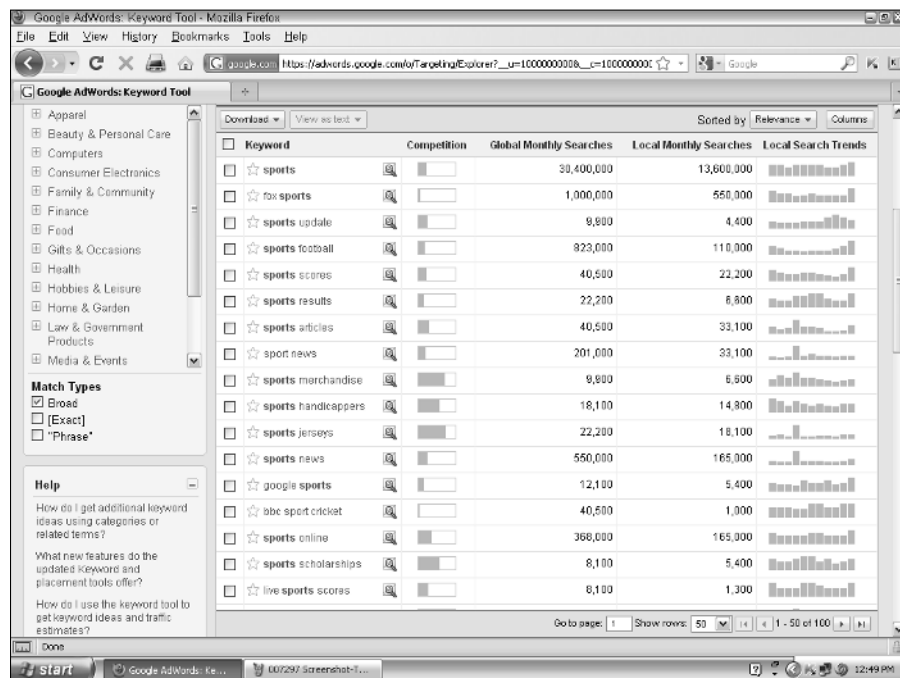 Google AdWords: Keyword Tool - Mozilla Firefox
File Edit View History Bookmarks Tools Help
google.com https://adwords.google.com/o/Targeting/Explorer?__u=1000000000&__c=100000000 Google
Google AdWords: Keyword Tool
Apparel
Beauty & Personal Care
Computers
Consumer Electronics
Family & Community
Finance
Food
Gifts & Occasions
Health
Hobbies & Leisure
Home & Garden
Law & Government
Products
Media & Events
Match Types
Broad
[Exact]
"Phrase"
Help
How do I get additional keyword
ideas using categories or
related terms?
What new features do the
updated Keyword and
placement tools offer?
How do I use the keyword tool to
get keyword ideas and traffic
estimates?
Download View as text Sorted by Relevance Columns
Keyword Competition Global Monthly Searches Local Monthly Searches Local Search Trends
sports 30,400,000 13,600,000
fox sports 1,000,000 550,000
sports update 9,900 4,400
sports football 823,000 110,000
sports scores 40,500 22,200
sports results 22,200 6,600
sports articles 40,500 33,100
sport news 201,000 33,100
sports merchandise 9,900 6,600
sports handicappers 18,100 14,800
sports jerseys 22,200 18,100
sports news 550,000 165,000
google sports 12,100 5,400
bbc sport cricket 40,500 1,000
sports online 368,000 165,000
sports scholarships 8,100 5,400
live sports scores 8,100 1,300
Go to page: 1 Show rows: 50 1 - 50 of 100
Done
start Google AdWords: Ke... 007297 Screenshot-T... 12:49 PM